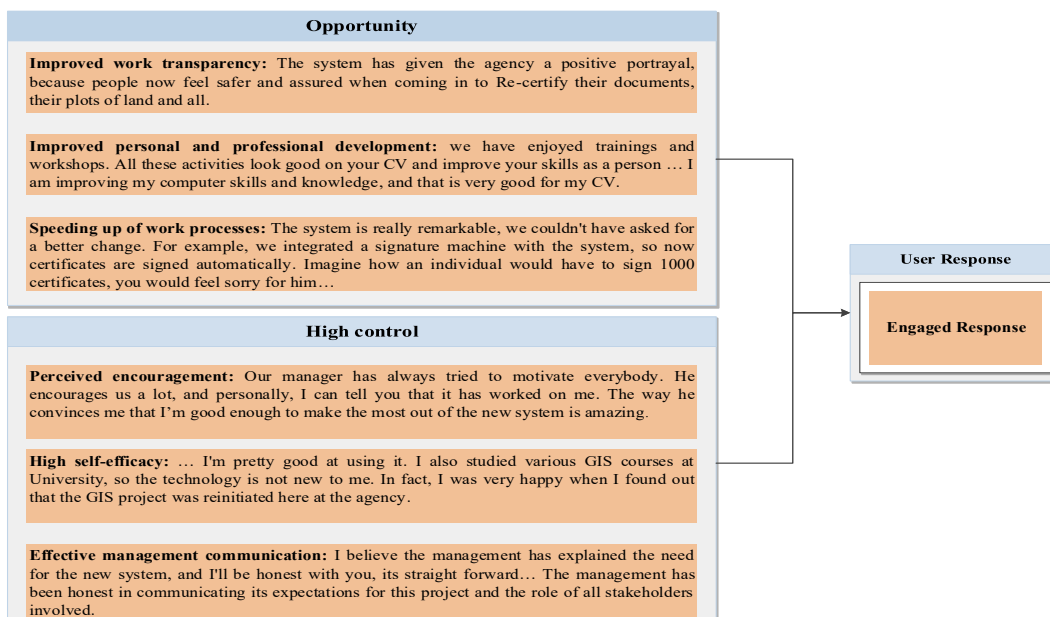 Opportunity
Improved work transparency: The system has given the agency a positive portrayal,
because people now feel safer and assured when coming in to Re-certify their documents,
their plots of land and all.
Improved personal and professional development: we have enjoyed trainings and
workshops. All these activities look good on your CV and improve your skills as a person … I
am improving my computer skills and knowledge, and that is very good for my CV.
Speeding up of work processes: The system is really remarkable, we couldn't have asked for
a better change. For example, we integrated a signature machine with the system, so now
certificates are signed automatically. Imagine how an individual would have to sign 1000
certificates, you would feel sorry for him…
High control
Perceived encouragement: Our manager has always tried to motivate everybody. He
encourages us a lot, and personally, I can tell you that it has worked on me. The way he
convinces me that I’m good enough to make the most out of the new system is amazing.
High self-efficacy: … I'm pretty good at using it. I also studied various GIS courses at
University, so the technology is not new to me. In fact, I was very happy when I found out
that the GIS project was reinitiated here at the agency.
Effective management communication: I believe the management has explained the need
for the new system, and I'll be honest with you, its straight forward… The management has
been honest in communicating its expectations for this project and the role of all stakeholders
involved.
User Response
Engaged Response